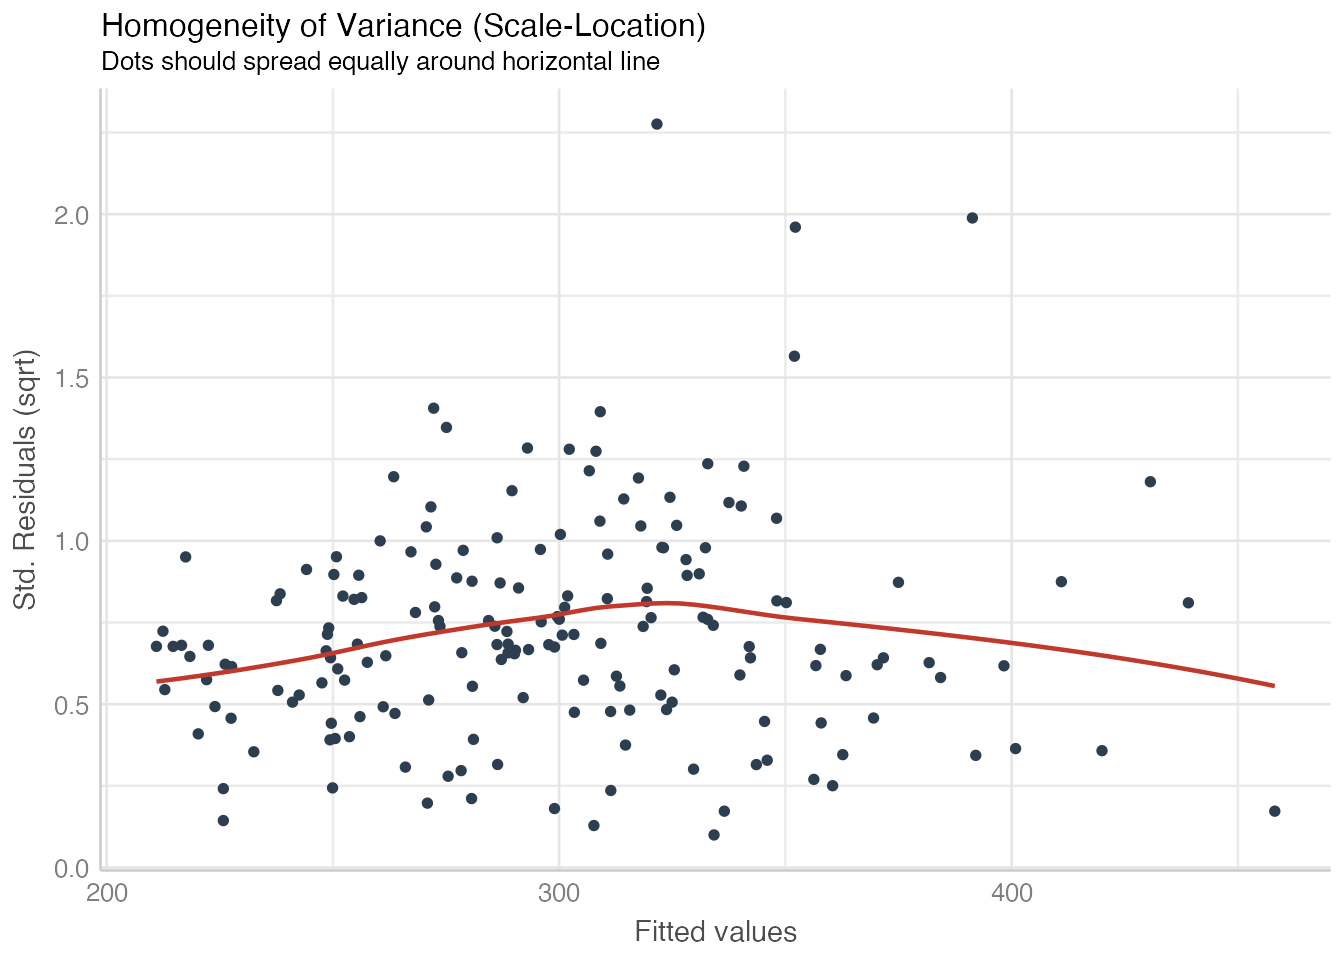 Homogeneity of Variance (Scale-Location)
Dots should spread equally around horizontal line
Std. Residuals (sqrt)
2.0
1.5
1.0
0.5
0.0
200 300 400
Fitted values